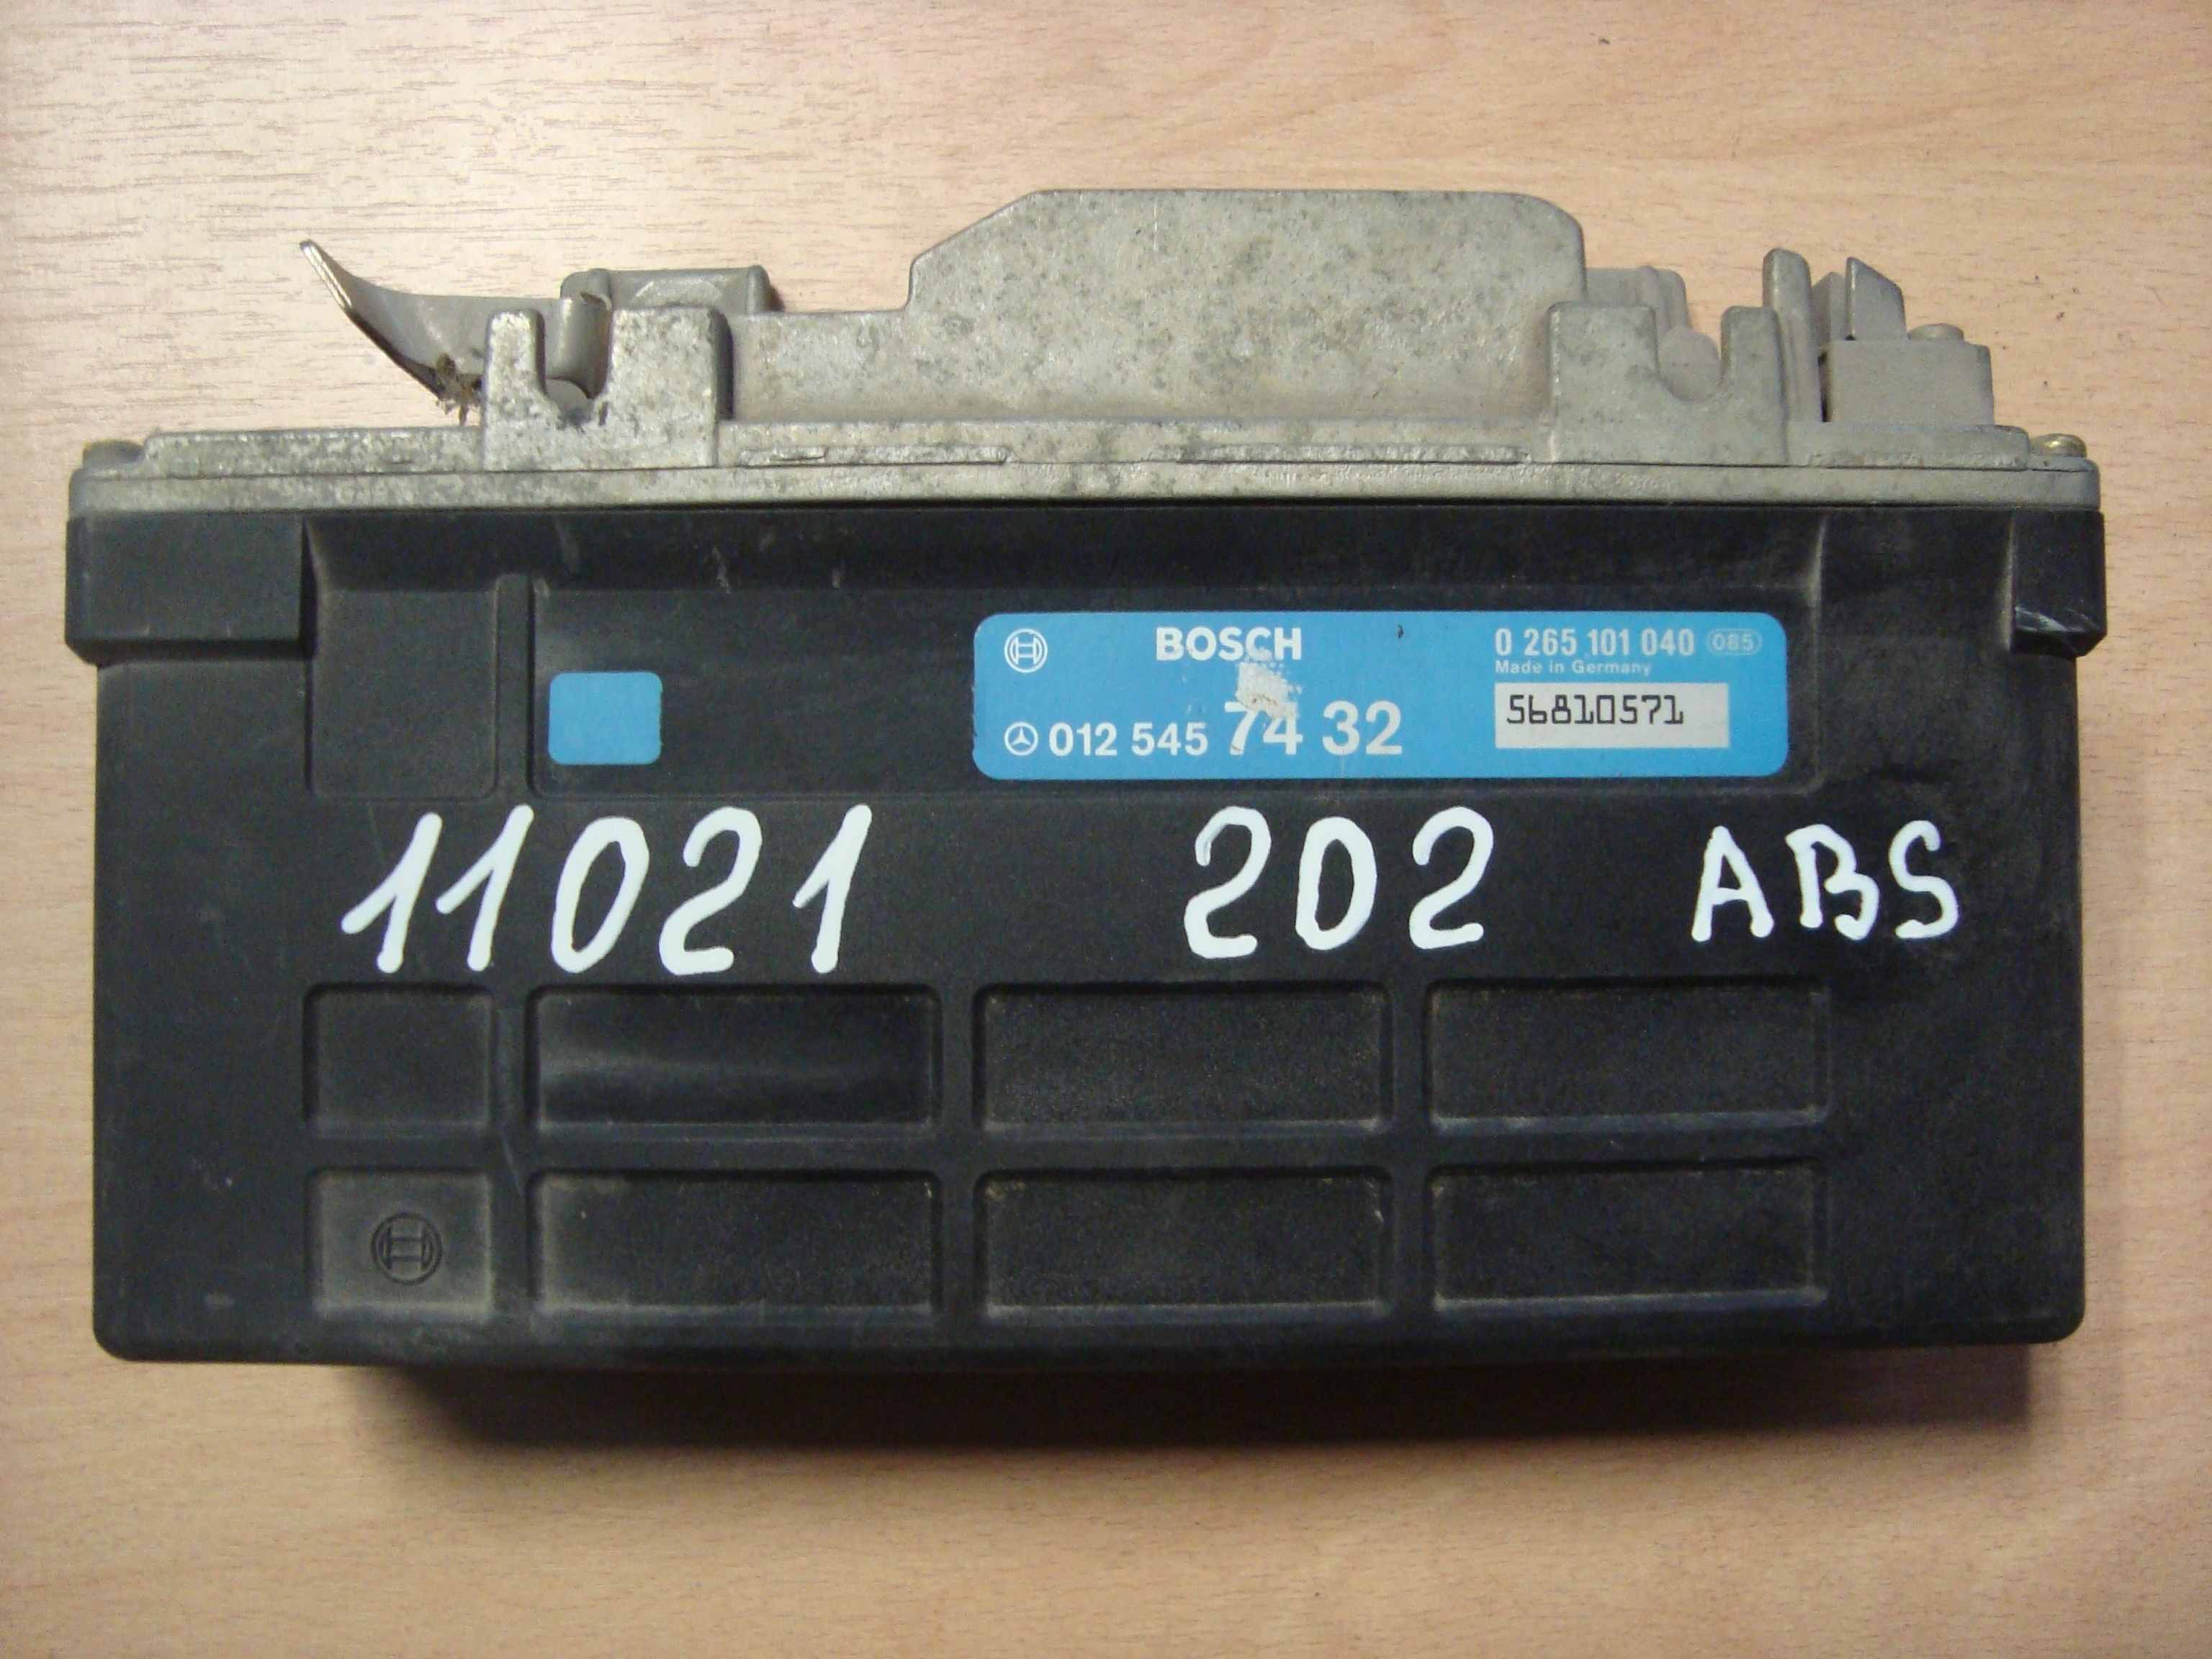 BOSCH
0 265 101 040 085
Made in Germany
012 545 74 32
56810571
11021 202 ABS